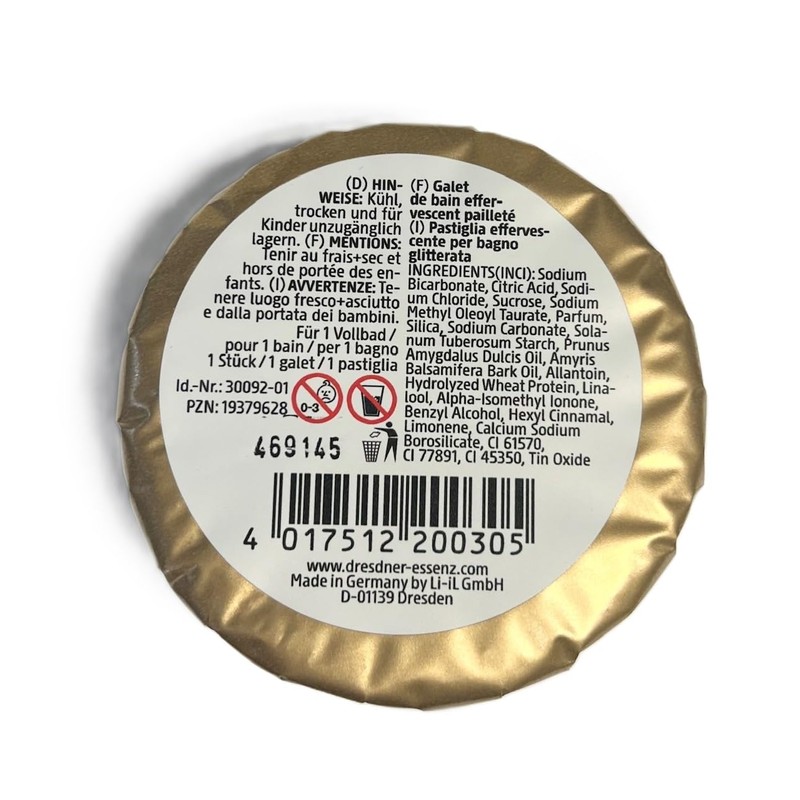 (D) HIN-
WEISE: Kühl,
trocken und für
Kinder unzugänglich
lagern. (F) MENTIONS:
Tenir au frais+sec et
hors de portée des en-
fants. (I) AVVERTENZE: Te-
nere luogo fresco+asciutto
e dalla portata dei bambini.
Für 1 Vollbad /
pour 1 bain / per 1 bagno
1 Stück / 1 galet / 1 pastiglia
Id.-Nr.: 30092-01
PZN: 19379628
0-3
469145
(F) Galet
de bain effer-
vescent pailleté
(I) Pastiglia efferves-
cente per bagno
glitterata
INGREDIENTS(INCI): Sodium
Bicarbonate, Citric Acid, Sodi-
um Chloride, Sucrose, Sodium
Methyl Oleoyl Taurate, Parfum,
Silica, Sodium Carbonate, Sola-
num Tuberosum Starch, Prunus
Amygdalus Dulcis Oil, Amyris
Balsamifera Bark Oil, Allantoin,
Hydrolyzed Wheat Protein, Lina-
lool, Alpha-Isomethyl Ionone,
Benzyl Alcohol, Hexyl Cinnamal,
Limonene, Calcium Sodium
Borosilicate, CI 61570,
CI 77891, CI 45350, Tin Oxide
4 017512 200305
www.dresdner-essenz.com
Made in Germany by Li-iL GmbH
D-01139 Dresden